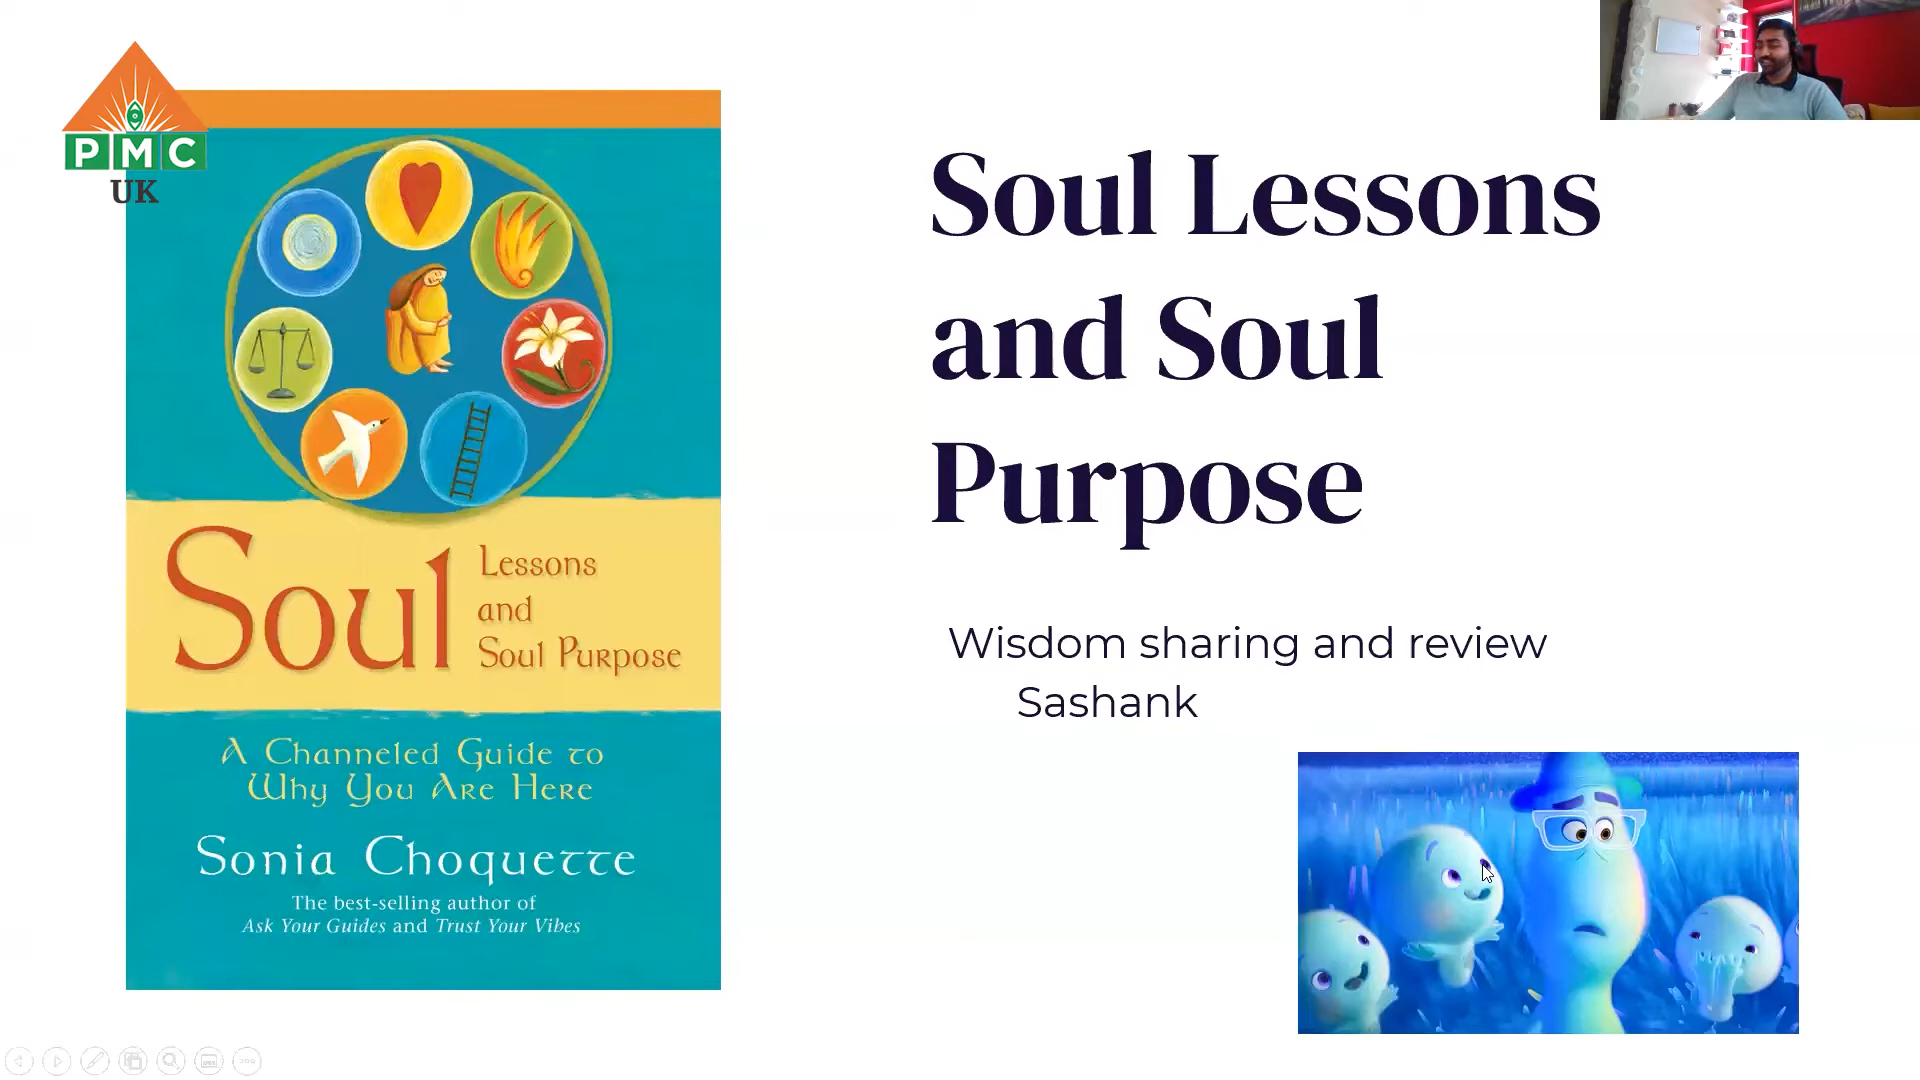 PMC
UK
Soul
Lessons
and
Soul Purpose
A Channeled Guide to
Why You Are Here
Sonia Choquette
The best-selling author of
Ask Your Guides and Trust Your Vibes
Soul Lessons
and Soul
Purpose
Wisdom sharing and review
Sashank